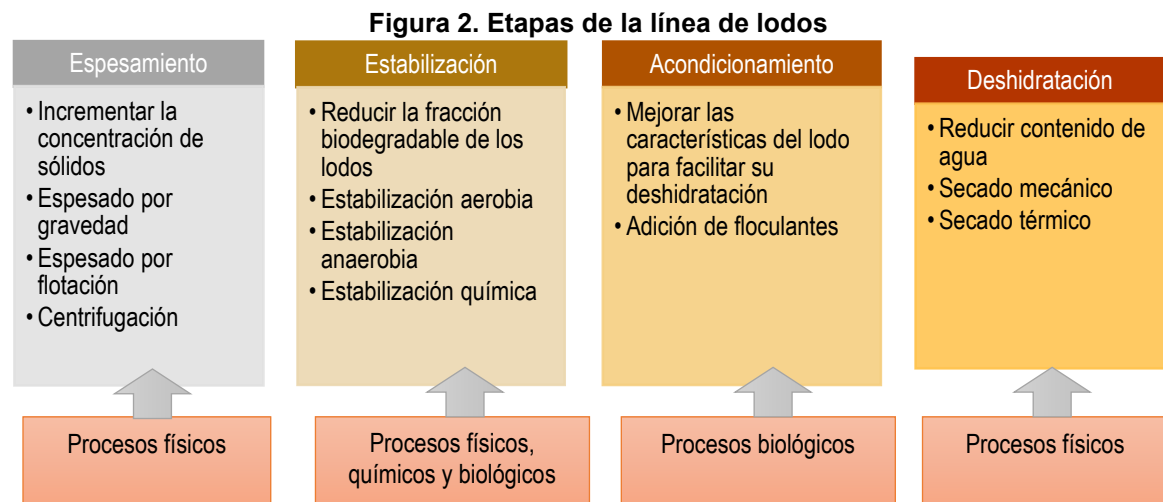 Figura 2. Etapas de la línea de lodos
Espesamiento
• Incrementar la
concentración de
sólidos
• Espesado por
gravedad
• Espesado por
flotación
• Centrifugación
Procesos físicos
Estabilización
• Reducir la fracción
biodegradable de los
lodos
• Estabilización aerobia
• Estabilización
anaerobia
• Estabilización química
Procesos físicos,
químicos y biológicos
Acondicionamiento
• Mejorar las
características del lodo
para facilitar su
deshidratación
• Adición de floculantes
Procesos biológicos
Deshidratación
• Reducir contenido de
agua
• Secado mecánico
• Secado térmico
Procesos físicos